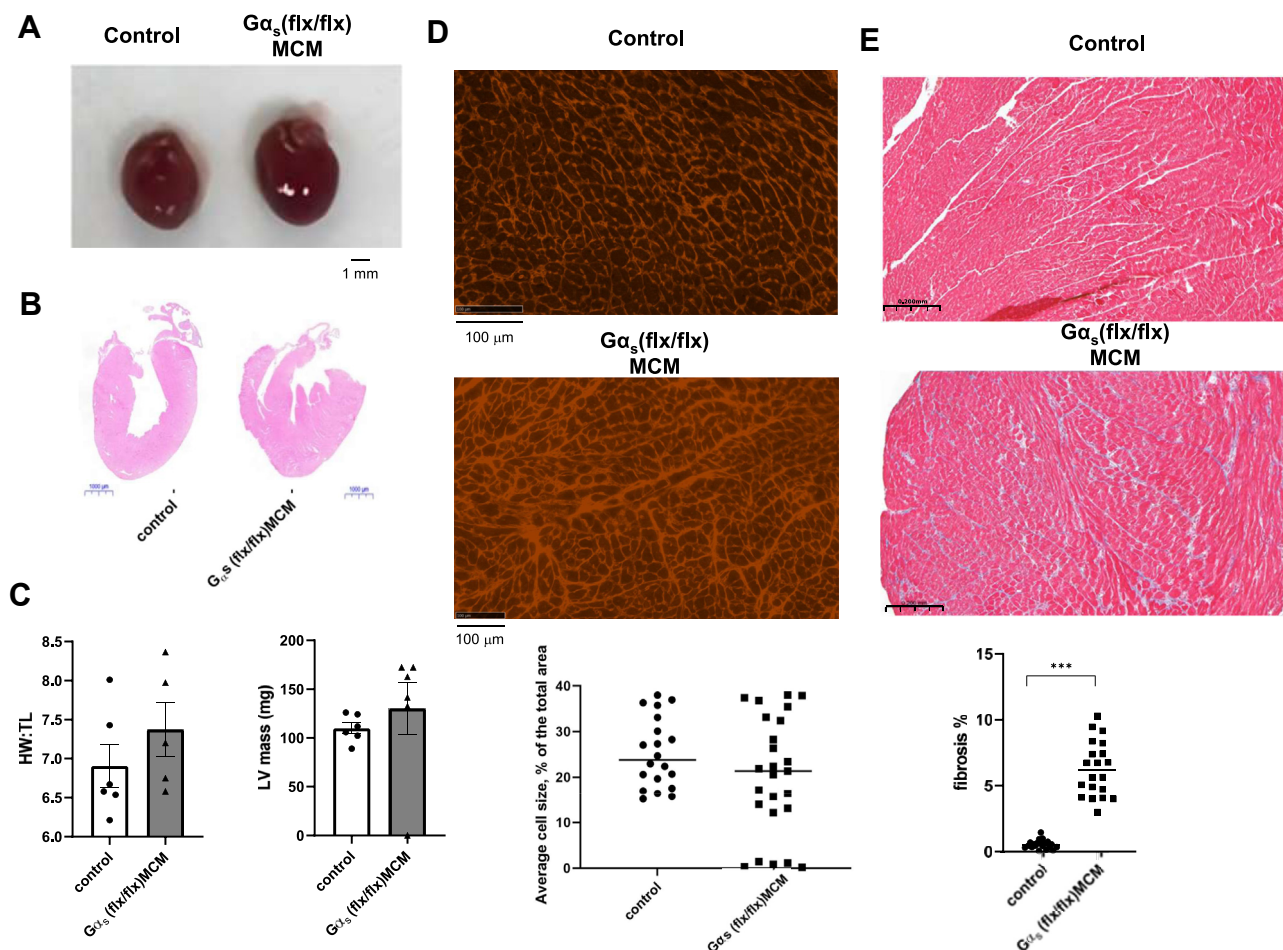 A
Control
Gαs(flx/flx)
MCM
1 mm
B
1000 µm
1000 µm
control
Gαs (flx/flx)MCM
C
HW:TL
8.5
8.0
7.5
7.0
6.5
6.0
control
Gαs (flx/flx)MCM
LV mass (mg)
200
150
100
50
0
control
Gαs (flx/flx)MCM
D
Control
100 µm
Gαs(flx/flx)
MCM
100 µm
Average cell size, % of the total area
40
30
20
10
0
control
Gαs (flx/flx)MCM
E
Control
0.200mm
Gαs(flx/flx)
MCM
fibrosis %
15
10
5
0
***
control
Gαs (flx/flx)MCM